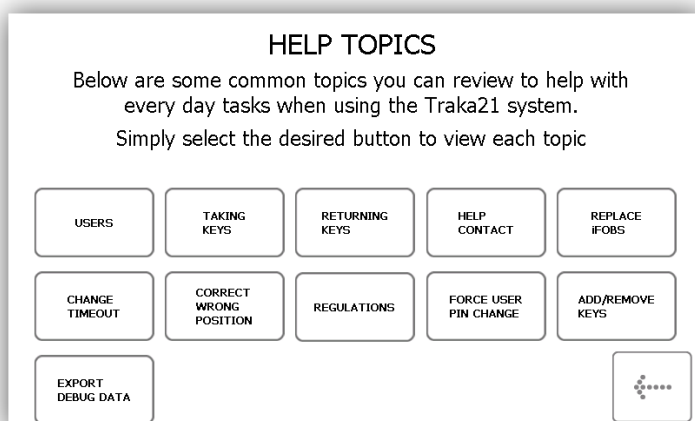 HELP TOPICS
Below are some common topics you can review to help with
every day tasks when using the Traka21 system.
Simply select the desired button to view each topic
USERS
TAKING
KEYS
RETURNING
KEYS
HELP
CONTACT
REPLACE
iFOBS
CHANGE
TIMEOUT
CORRECT
WRONG
POSITION
REGULATIONS
FORCE USER
PIN CHANGE
ADD/REMOVE
KEYS
EXPORT
DEBUG DATA